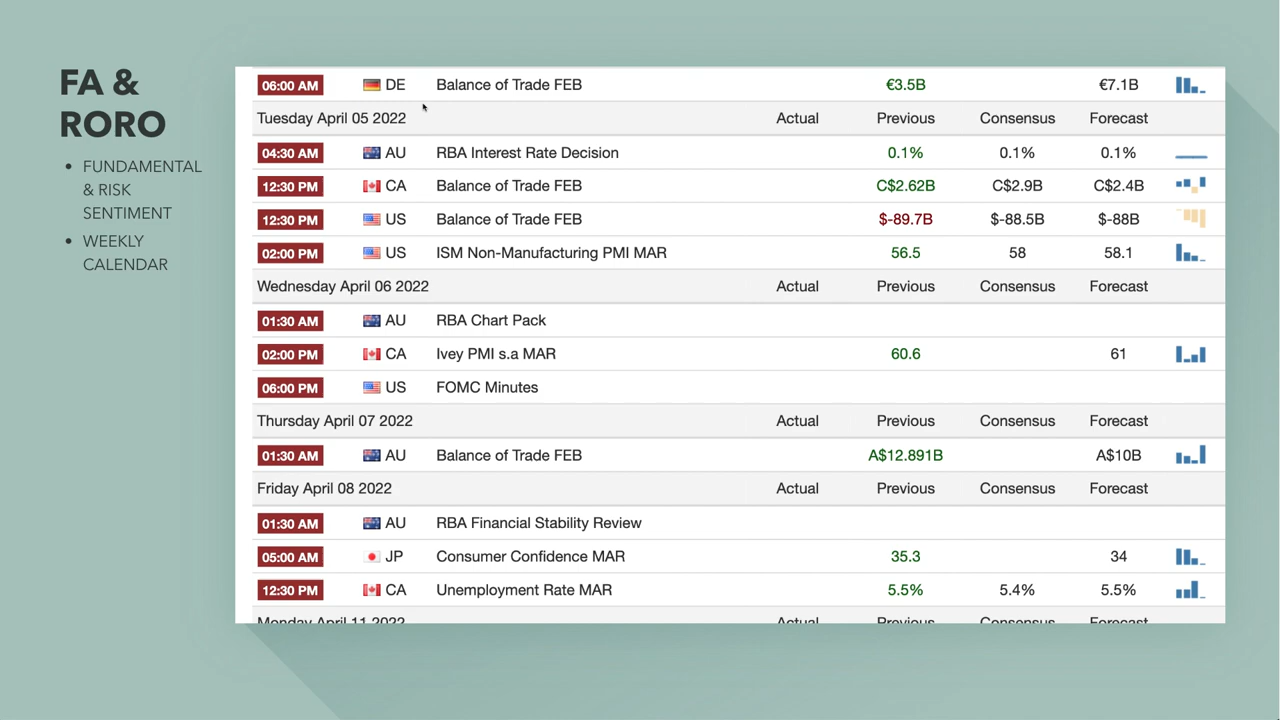 FA &
RORO
• FUNDAMENTAL
& RISK
SENTIMENT
• WEEKLY
CALENDAR
06:00 AM DE Balance of Trade FEB €3.5B €7.1B
Tuesday April 05 2022 Actual Previous Consensus Forecast
04:30 AM AU RBA Interest Rate Decision 0.1% 0.1% 0.1%
12:30 PM CA Balance of Trade FEB C$2.62B C$2.9B C$2.4B
12:30 PM US Balance of Trade FEB $-89.7B $-88.5B $-88B
02:00 PM US ISM Non-Manufacturing PMI MAR 56.5 58 58.1
Wednesday April 06 2022 Actual Previous Consensus Forecast
01:30 AM AU RBA Chart Pack
02:00 PM CA Ivey PMI s.a MAR 60.6 61
06:00 PM US FOMC Minutes
Thursday April 07 2022 Actual Previous Consensus Forecast
01:30 AM AU Balance of Trade FEB A$12.891B A$10B
Friday April 08 2022 Actual Previous Consensus Forecast
01:30 AM AU RBA Financial Stability Review
05:00 AM JP Consumer Confidence MAR 35.3 34
12:30 PM CA Unemployment Rate MAR 5.5% 5.4% 5.5%
Monday April 11 2022 Actual Previous Consensus Forecast